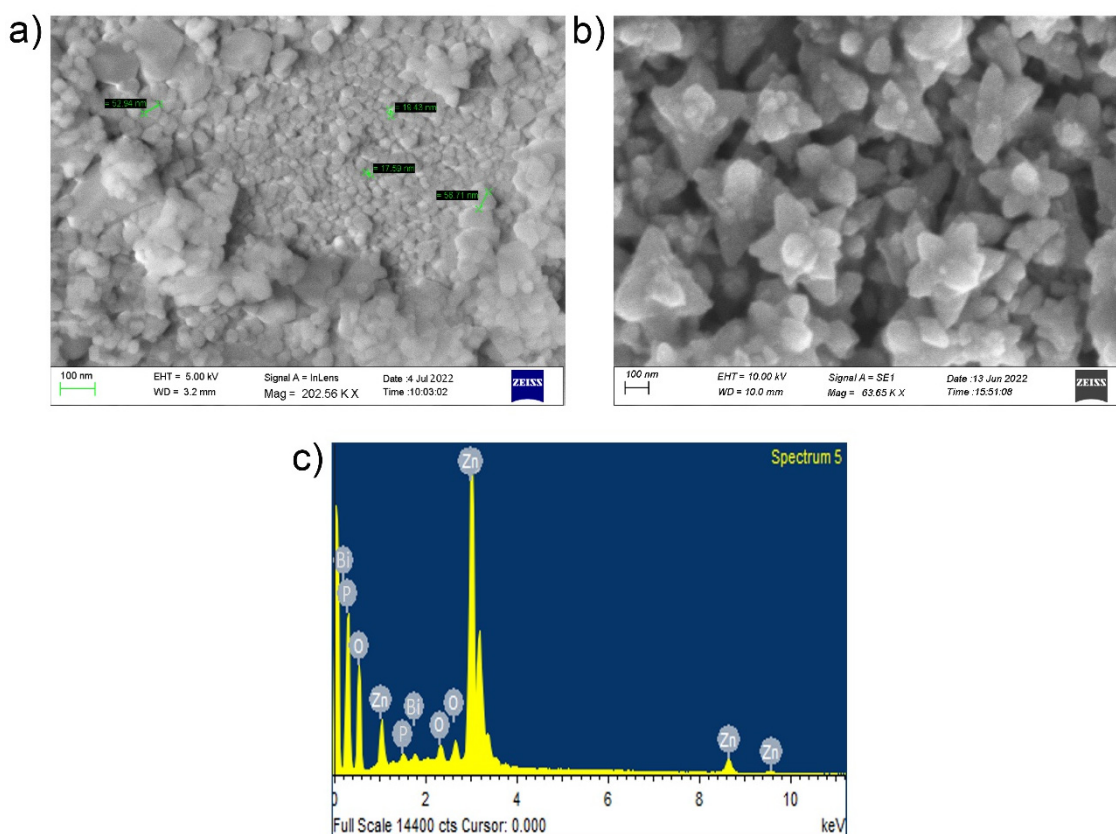 a)
= 52.94 nm
= 19.43 nm
= 17.59 nm
= 58.71 nm
100 nm
EHT = 5.00 kV
WD = 3.2 mm
Signal A = InLens
Mag = 202.56 K X
Date :4 Jul 2022
Time :10:03:02
ZEISS
b)
100 nm
EHT = 10.00 kV
WD = 10.0 mm
Signal A = SE1
Mag = 63.65 K X
Date :13 Jun 2022
Time :15:51:08
ZEISS
c)
Spectrum 5
Zn
Bi
P
O
Zn
P
Bi
O
O
Zn
Zn
0 2 4 6 8 10
Full Scale 14400 cts Cursor: 0.000 keV